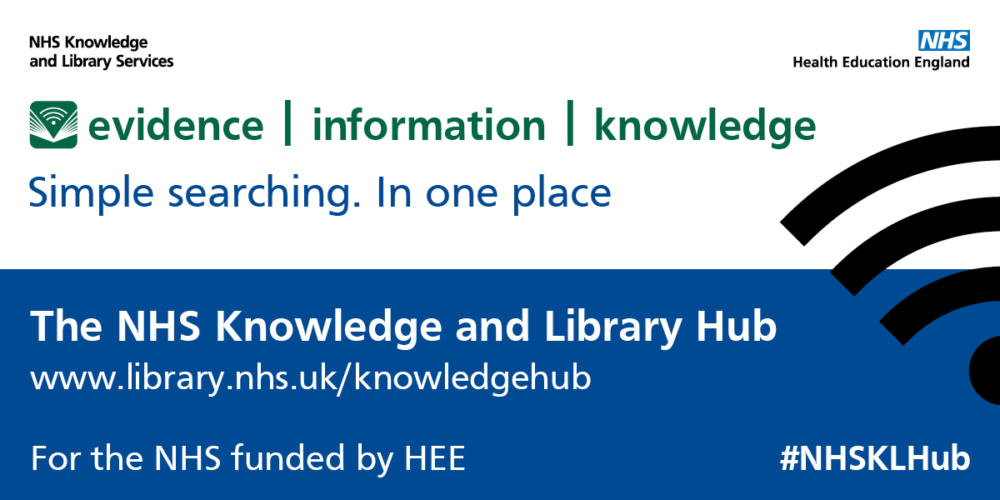 NHS Knowledge
and Library Services
NHS
Health Education England
evidence | information | knowledge
Simple searching. In one place
The NHS Knowledge and Library Hub
www.library.nhs.uk/knowledgehub
For the NHS funded by HEE
#NHSKLHub